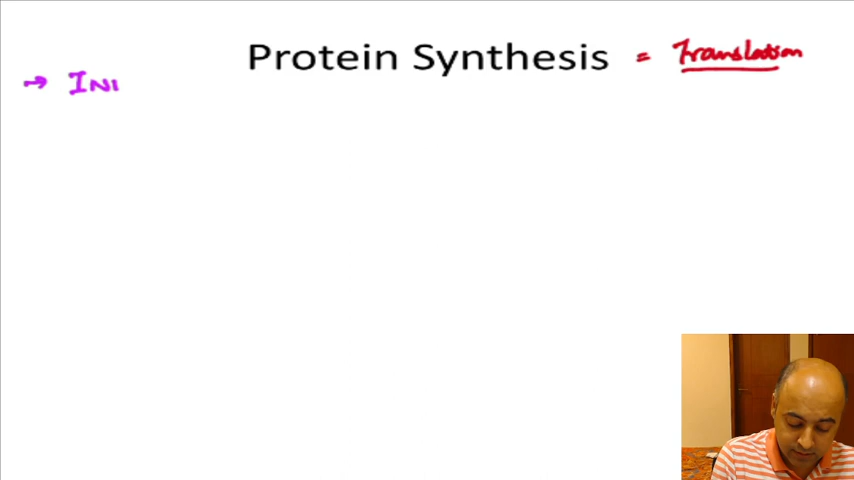 Protein Synthesis = Translation
→ INI